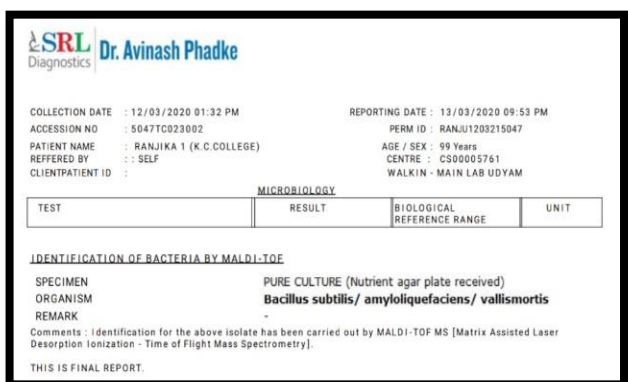 SRL Diagnostics Dr. Avinash Phadke
COLLECTION DATE : 12/03/2020 01:32 PM REPORTING DATE : 13/03/2020 09:53 PM
ACCESSION NO : 5047TC023002 PERM ID : RANJU1203215047
PATIENT NAME : RANJIKA 1 (K.C.COLLEGE) AGE / SEX : 99 Years
REFFERED BY : : SELF CENTRE : CS00005761
CLIENTPATIENT ID : WALKIN - MAIN LAB UDYAM
MICROBIOLOGY
TEST RESULT BIOLOGICAL REFERENCE RANGE UNIT
IDENTIFICATION OF BACTERIA BY MALDI-TOF
SPECIMEN PURE CULTURE (Nutrient agar plate received)
ORGANISM Bacillus subtilis/ amyloliquefaciens/ vallismortis
REMARK -
Comments : Identification for the above isolate has been carried out by MALDI-TOF MS [Matrix Assisted Laser
Desorption Ionization - Time of Flight Mass Spectrometry].
THIS IS FINAL REPORT.